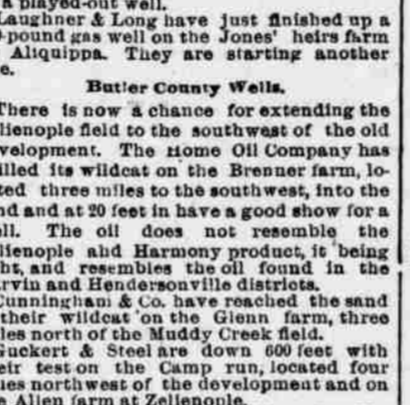 a played-out well.
Laughner & Long have just finished up a
-pound gas well on the Jones' heirs farm
Aliquippa. They are starting another
e.
Butler County Wells.
There is now a chance for extending the
lienople field to the southwest of the old
velopment. The Home Oil Company has
illed its wildcat on the Brenner farm, lo-
ted three miles to the southwest, into the
nd and at 20 feet in have a good show for a
ll. The oil does not resemble the
lienople ahd Harmony product, it being
ht, and resembles the oil found in the
rvin and Hendersonville districts.
Cunningham & Co. have reached the sand
their wildcat on the Glenn farm, three
les north of the Muddy Creek field.
Guckert & Steel are down 600 feet with
eir test on the Camp run, located four
les northwest of the development and on
e Allen farm at Zelienople.